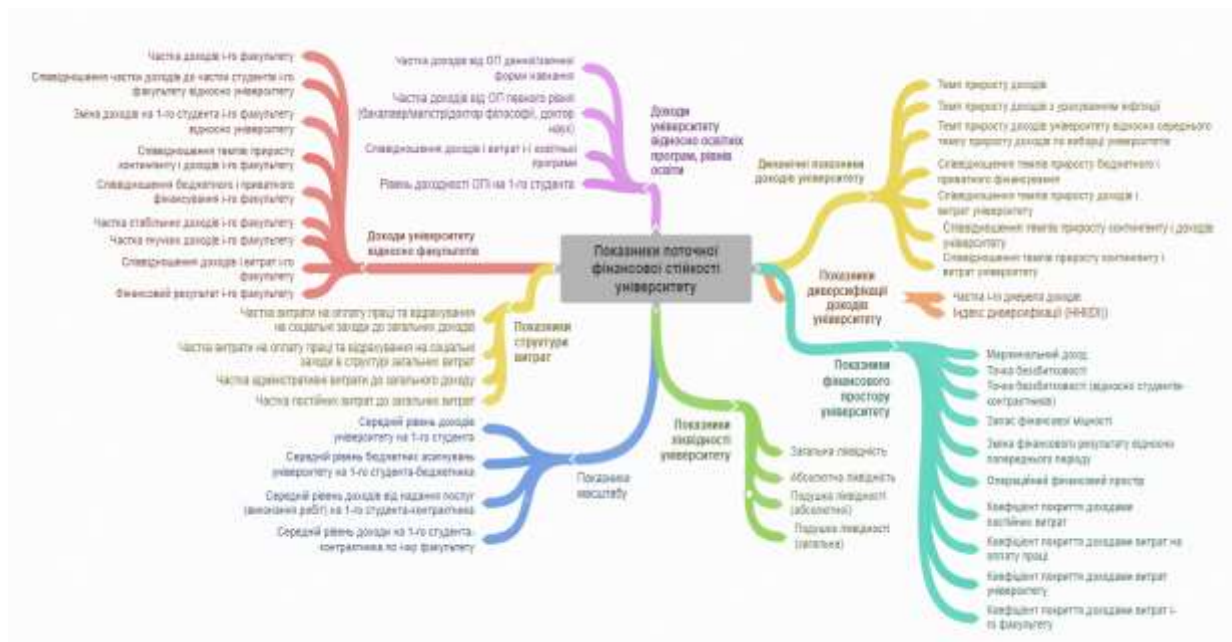 Показники поточної
фінансової стійкості
університету
Доходи університету
відносно факультетів
Частка доходів і-го факультету
Співвідношення частки доходів до частки студентів і-го
факультету відносно університету
Зміна доходів на 1-го студента і-го факультету
відносно університету
Співвідношення темпів приросту
контингенту і доходів і-го факультету
Співвідношення бюджетного і приватного
фінансування і-го факультету
Частка стабільних доходів і-го факультету
Частка гнучких доходів і-го факультету
Співвідношення доходів і витрат і-го
факультету
Фінансовий результат і-го факультету
Доходи
університету
відносно освітніх
програм, рівнів
освіти
Частка доходів від ОП денної/заочної
форми навчання
Частка доходів від ОП певного рівня
(бакалавр/магістр/доктор філософії, доктор
наук)
Співвідношення доходів і витрат і-ї освітньої
програми
Рівень доходності ОПі на 1-го студента
Динамічні показники
доходів університету
Темп приросту доходів
Темп приросту доходів з урахуванням інфляції
Темп приросту доходів університету відносно середнього
темпу приросту доходів по вибірці університетів
Співвідношення темпів приросту бюджетного і
приватного фінансування
Співвідношення темпів приросту доходів і
витрат університету
Співвідношення темпів приросту контингенту і доходів
університету
Співвідношення темпів приросту контингенту і
витрат університету
Показники
диверсифікації
доходів
університету
Частка і-го джерела доходів
Індекс диверсифікації (HHI(DI))
Показники
структури
витрат
Частка витрати на оплату праці та відрахування
на соціальні заходи до загальних доходів
Частка витрати на оплату праці та відрахування на соціальні
заходи в структурі загальних витрат
Частка адміністративні витрати до загального доходу
Частка постійних витрат до загальних витрат
Показники
масштабу
Середній рівень доходів
університету на 1-го студента
Середній рівень бюджетних асигнувань
університету на 1-го студента-бюджетника
Середній рівень доходів від надання послуг
(виконання робіт) на 1-го студента-контрактника
Середній рівень доходи на 1-го студента-
контрактника по і-му факультету
Показники
ліквідності
університету
Загальна ліквідність
Абсолютна ліквідність
Подушка ліквідності
(абсолютна)
Подушка ліквідності
(загальна)
Показники
фінансового
простору
університету
Маржинальний доход
Точка беззбитковості
Точка беззбитковості (відносно студентів-
контрактників)
Запас фінансової міцності
Зміна фінансового результату відносно
попереднього періоду
Операційний фінансовий простір
Коефіцієнт покриття доходами
постійних витрат
Коефіцієнт покриття доходами витрат на
оплату праці
Коефіцієнт покриття доходами витрат
університету
Коефіцієнт покриття доходами витрат і-
го факультету